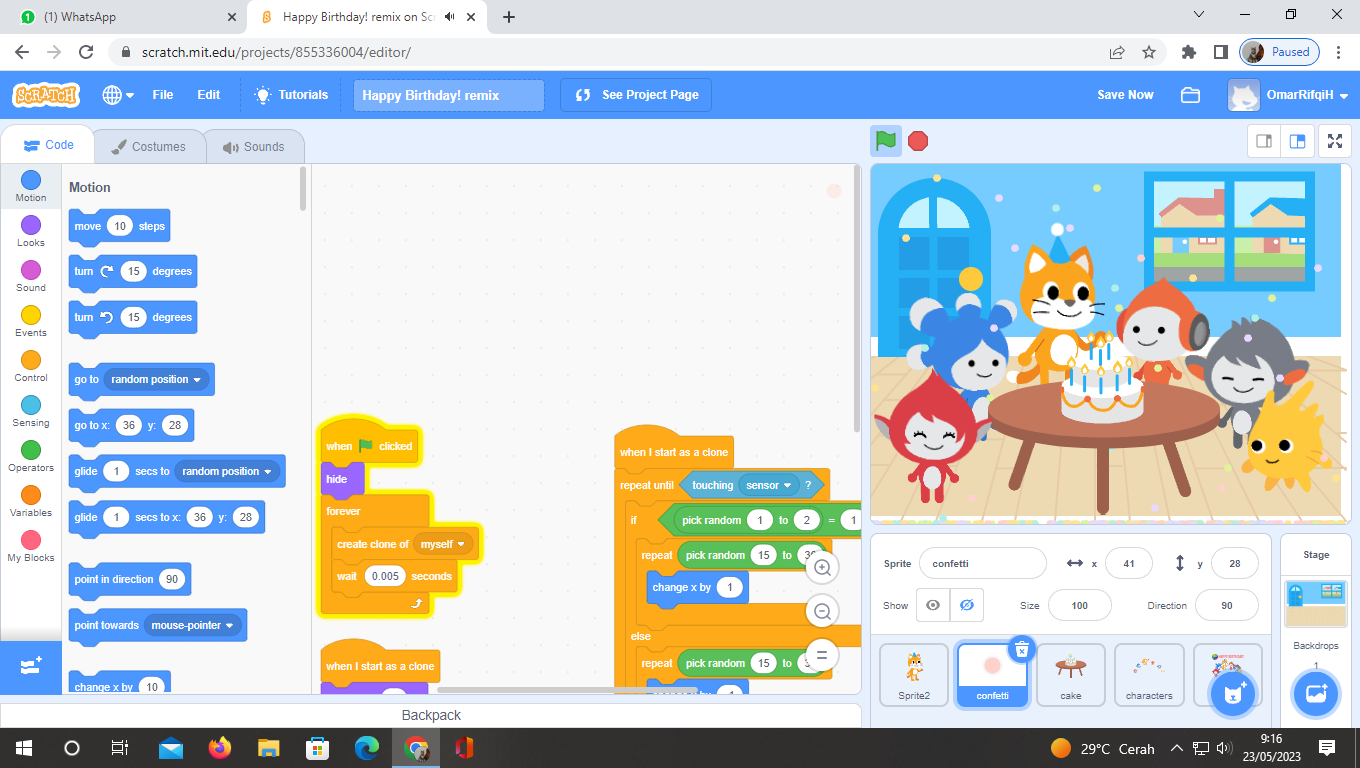 (1) WhatsApp
Happy Birthday! remix on Scr
scratch.mit.edu/projects/855336004/editor/
Paused
SCRATCH
File
Edit
Tutorials
Happy Birthday! remix
See Project Page
Save Now
OmarRifqiH
Code
Costumes
Sounds
Motion
Looks
Sound
Events
Control
Sensing
Operators
Variables
My Blocks
Motion
move 10 steps
turn 15 degrees
turn 15 degrees
go to random position
go to x: 36 y: 28
glide 1 secs to random position
glide 1 secs to x: 36 y: 28
point in direction 90
point towards mouse-pointer
change x by 10
when clicked
hide
forever
create clone of myself
wait 0.005 seconds
when I start as a clone
when I start as a clone
repeat until touching sensor ?
if pick random 1 to 2 = 1
repeat pick random 15 to
change x by 1
else
repeat pick random 15 to
Sprite confetti x 41 y 28
Show Size 100 Direction 90
Sprite2
confetti
cake
characters
Stage
Backdrops
1
Backpack
29°C Cerah
9:16
23/05/2023